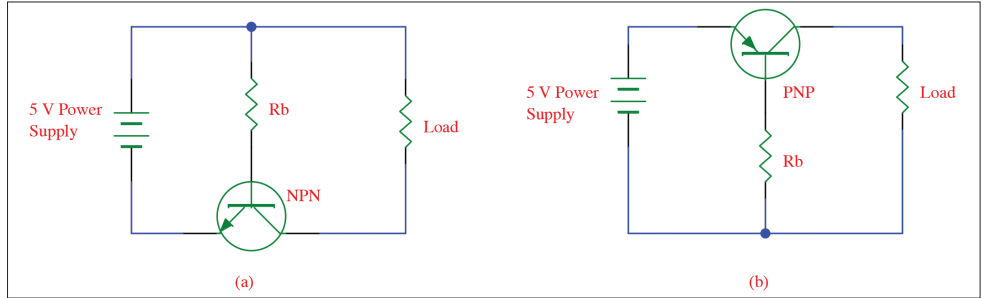 5 V Power
Supply
Rb
Load
NPN
(a)
5 V Power
Supply
PNP
Load
Rb
(b)